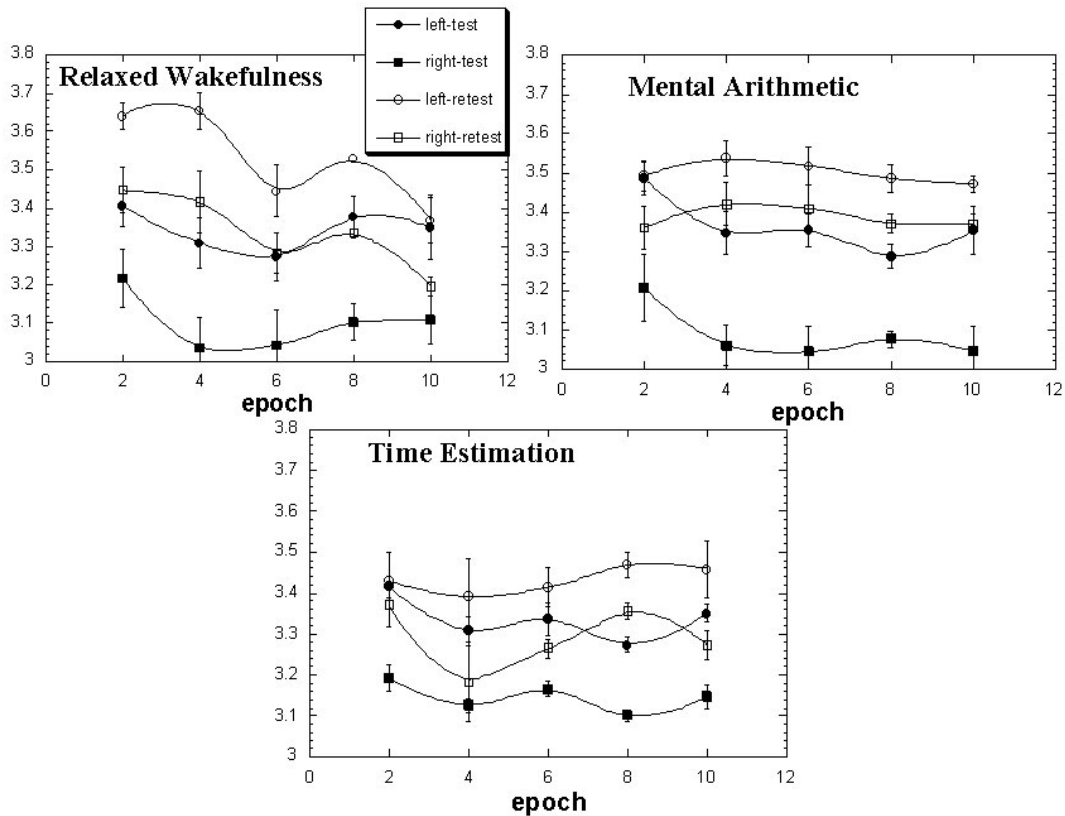 left-test
right-test
left-retest
right-retest
Relaxed Wakefulness
3.8
3.7
3.6
3.5
3.4
3.3
3.2
3.1
3
0 2 4 6 8 10 12
epoch
Mental Arithmetic
3.8
3.7
3.6
3.5
3.4
3.3
3.2
3.1
3
0 2 4 6 8 10 12
epoch
Time Estimation
3.8
3.7
3.6
3.5
3.4
3.3
3.2
3.1
3
0 2 4 6 8 10 12
epoch